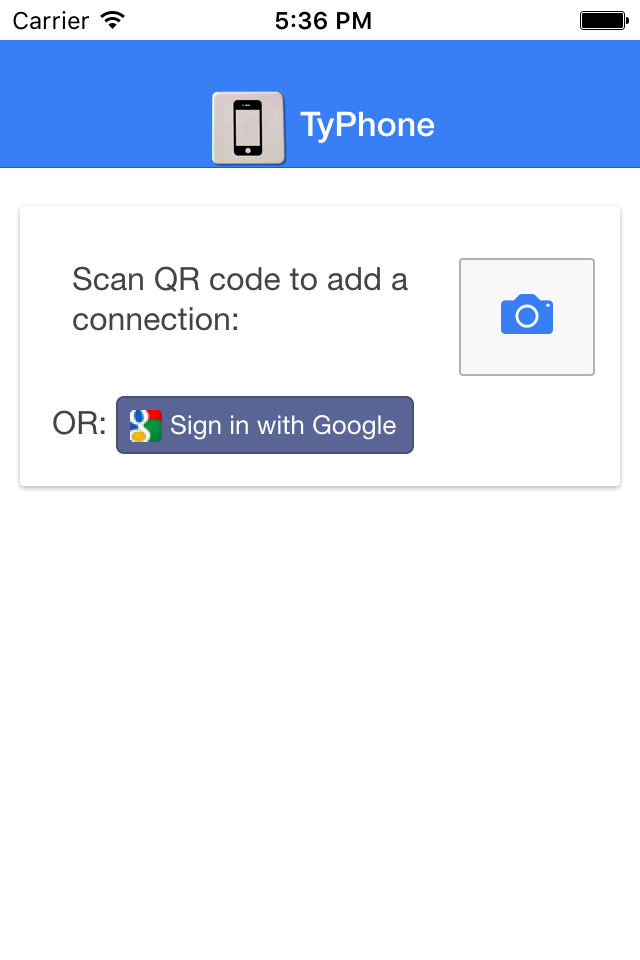 Carrier 5:36 PM
TyPhone
Scan QR code to add a
connection:
OR: Sign in with Google